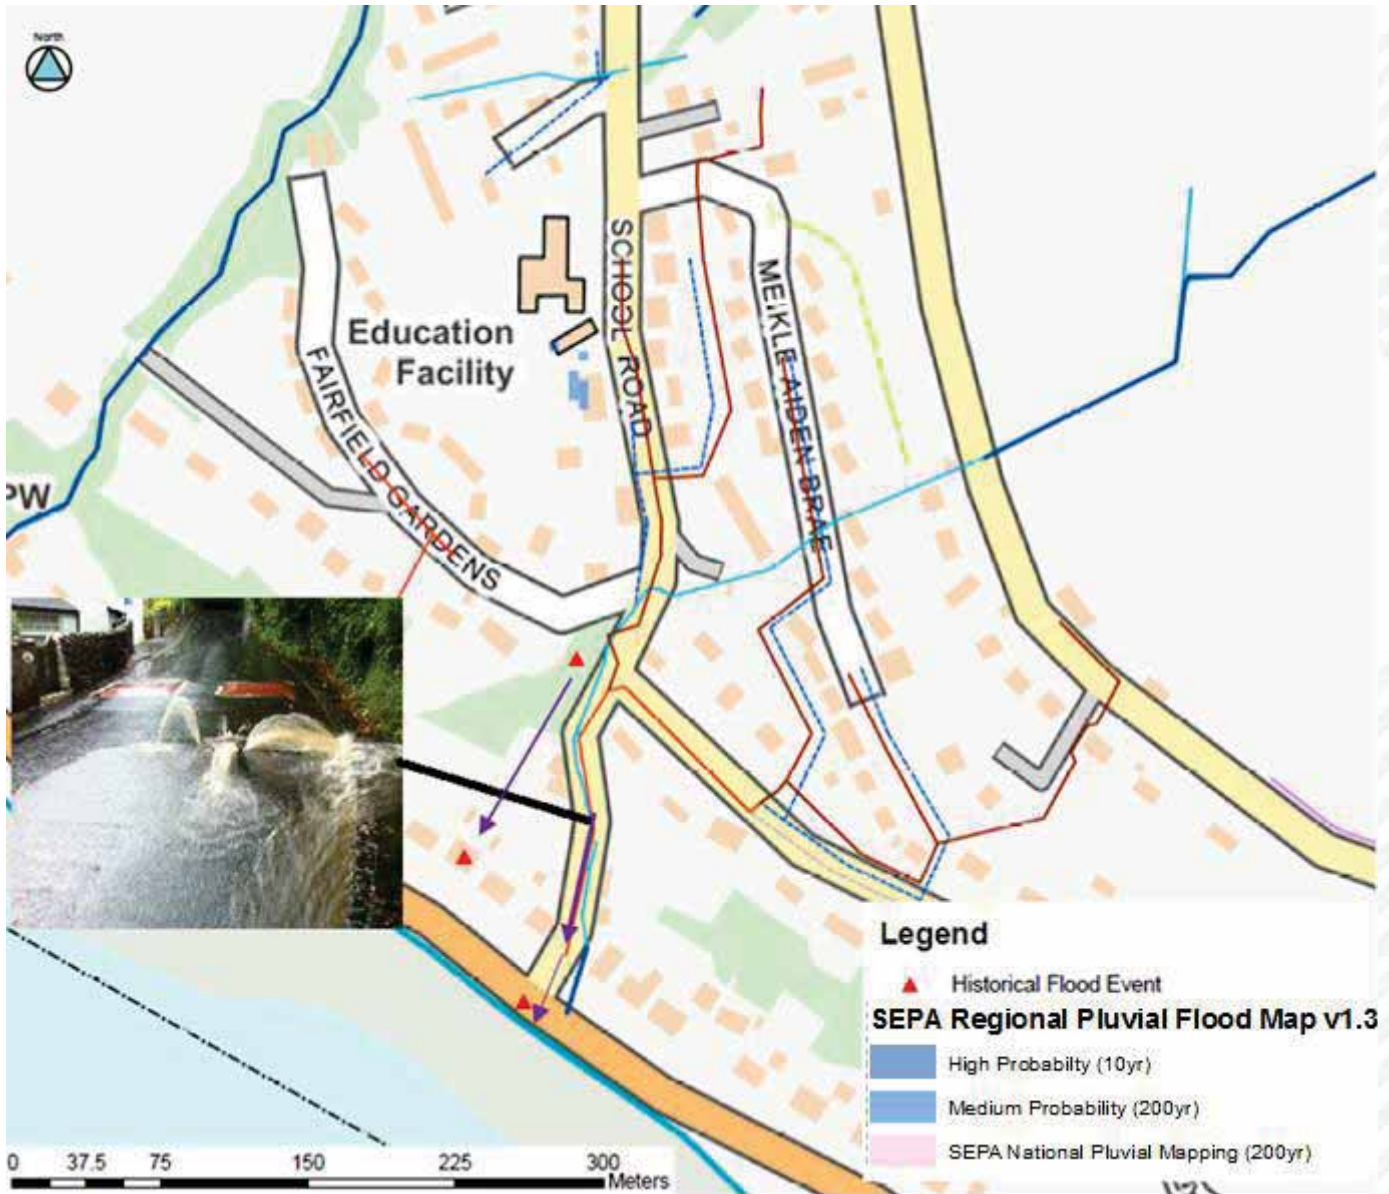 North
SCHOOL ROAD
MEIKLE AIDEN BRAE
Education
Facility
FAIRFIELD GARDENS
PW
Legend
Historical Flood Event
SEPA Regional Pluvial Flood Map v1.3
High Probabilty (10yr)
Medium Probability (200yr)
SEPA National Pluvial Mapping (200yr)
0 37.5 75 150 225 300
Meters